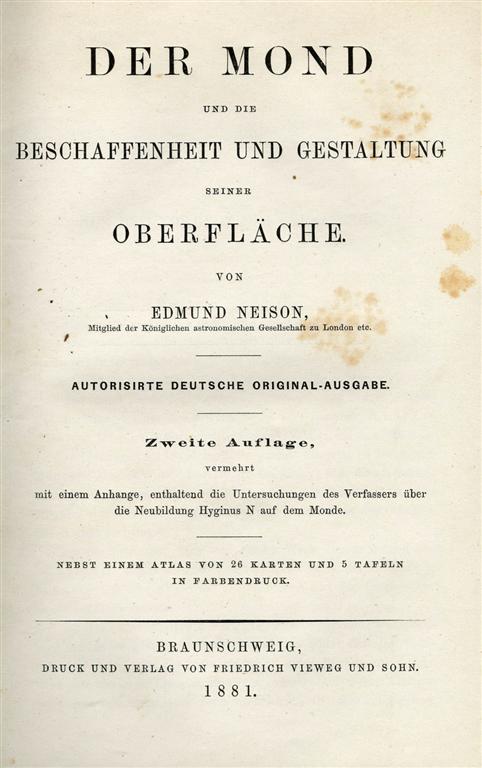 DER MOND
UND DIE
BESCHAFFENHEIT UND GESTALTUNG
SEINER
OBERFLÄCHE.
VON
EDMUND NEISON,
Mitglied der Königlichen astronomischen Gesellschaft zu London etc.
AUTORISIRTE DEUTSCHE ORIGINAL-AUSGABE.
Zweite Auflage,
vermehrt
mit einem Anhange, enthaltend die Untersuchungen des Verfassers über
die Neubildung Hyginus N auf dem Monde.
NEBST EINEM ATLAS VON 26 KARTEN UND 5 TAFELN
IN FARBENDRUCK.
BRAUNSCHWEIG,
DRUCK UND VERLAG VON FRIEDRICH VIEWEG UND SOHN.
1881.